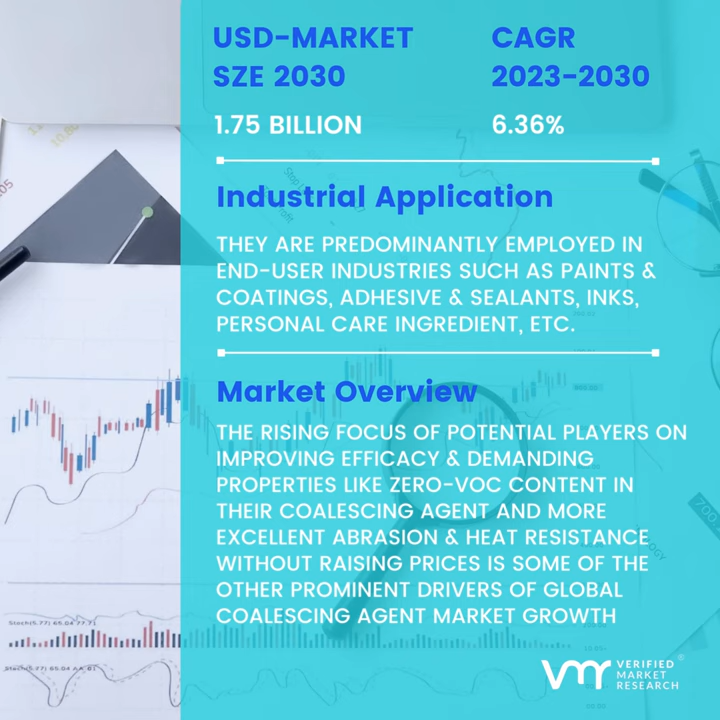 USD-MARKET
SZE 2030
CAGR
2023-2030
1.75 BILLION
6.36%
Industrial Application
THEY ARE PREDOMINANTLY EMPLOYED IN
END-USER INDUSTRIES SUCH AS PAINTS &
COATINGS, ADHESIVE & SEALANTS, INKS,
PERSONAL CARE INGREDIENT, ETC.
Market Overview
THE RISING FOCUS OF POTENTIAL PLAYERS ON
IMPROVING EFFICACY & DEMANDING
PROPERTIES LIKE ZERO-VOC CONTENT IN
THEIR COALESCING AGENT AND MORE
EXCELLENT ABRASION & HEAT RESISTANCE
WITHOUT RAISING PRICES IS SOME OF THE
OTHER PROMINENT DRIVERS OF GLOBAL
COALESCING AGENT MARKET GROWTH
VERIFIED®
MARKET
RESEARCH